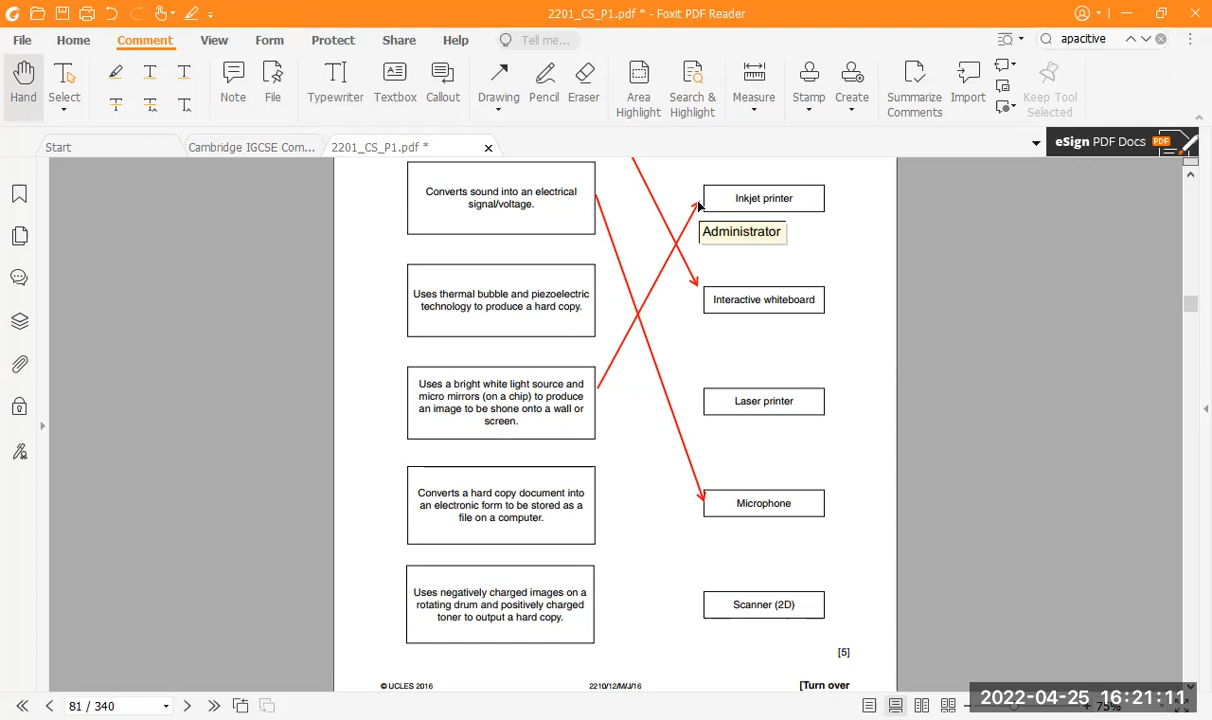 2201_CS_P1.pdf * - Foxit PDF Reader
File Home Comment View Form Protect Share Help Tell me... apacitive
Hand Select Note File Typewriter Textbox Callout Drawing Pencil Eraser Area Highlight Search & Highlight Measure Stamp Create Summarize Comments Import Keep Tool Selected
Start Cambridge IGCSE Com... 2201_CS_P1.pdf * eSign PDF Docs PDF
Converts sound into an electrical
signal/voltage.
Inkjet printer
Administrator
Uses thermal bubble and piezoelectric
technology to produce a hard copy.
Interactive whiteboard
Uses a bright white light source and
micro mirrors (on a chip) to produce
an image to be shone onto a wall or
screen.
Laser printer
Converts a hard copy document into
an electronic form to be stored as a
file on a computer.
Microphone
Uses negatively charged images on a
rotating drum and positively charged
toner to output a hard copy.
Scanner (2D)
[5]
© UCLES 2016 2210/12/M/J/16 [Turn over
81 / 340 75%
2022-04-25 16:21:11